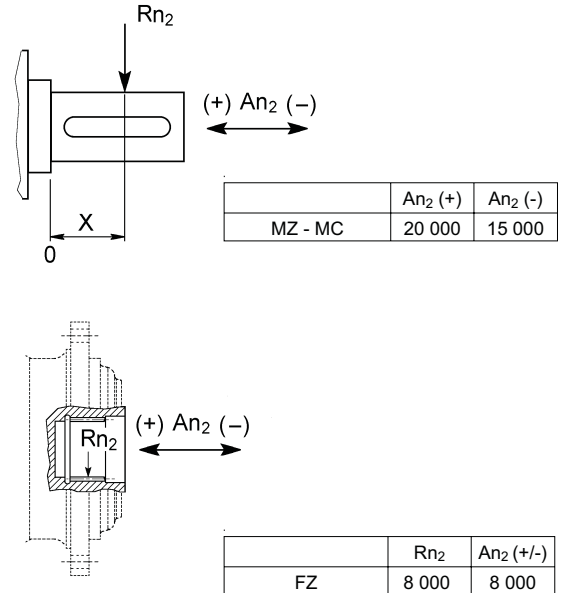 Rn₂
(+) An₂ (–)
X
0
An₂ (+) An₂ (-)
MZ - MC 20 000 15 000
(+) An₂ (–)
Rn₂
Rn₂ An₂ (+/-)
FZ 8 000 8 000